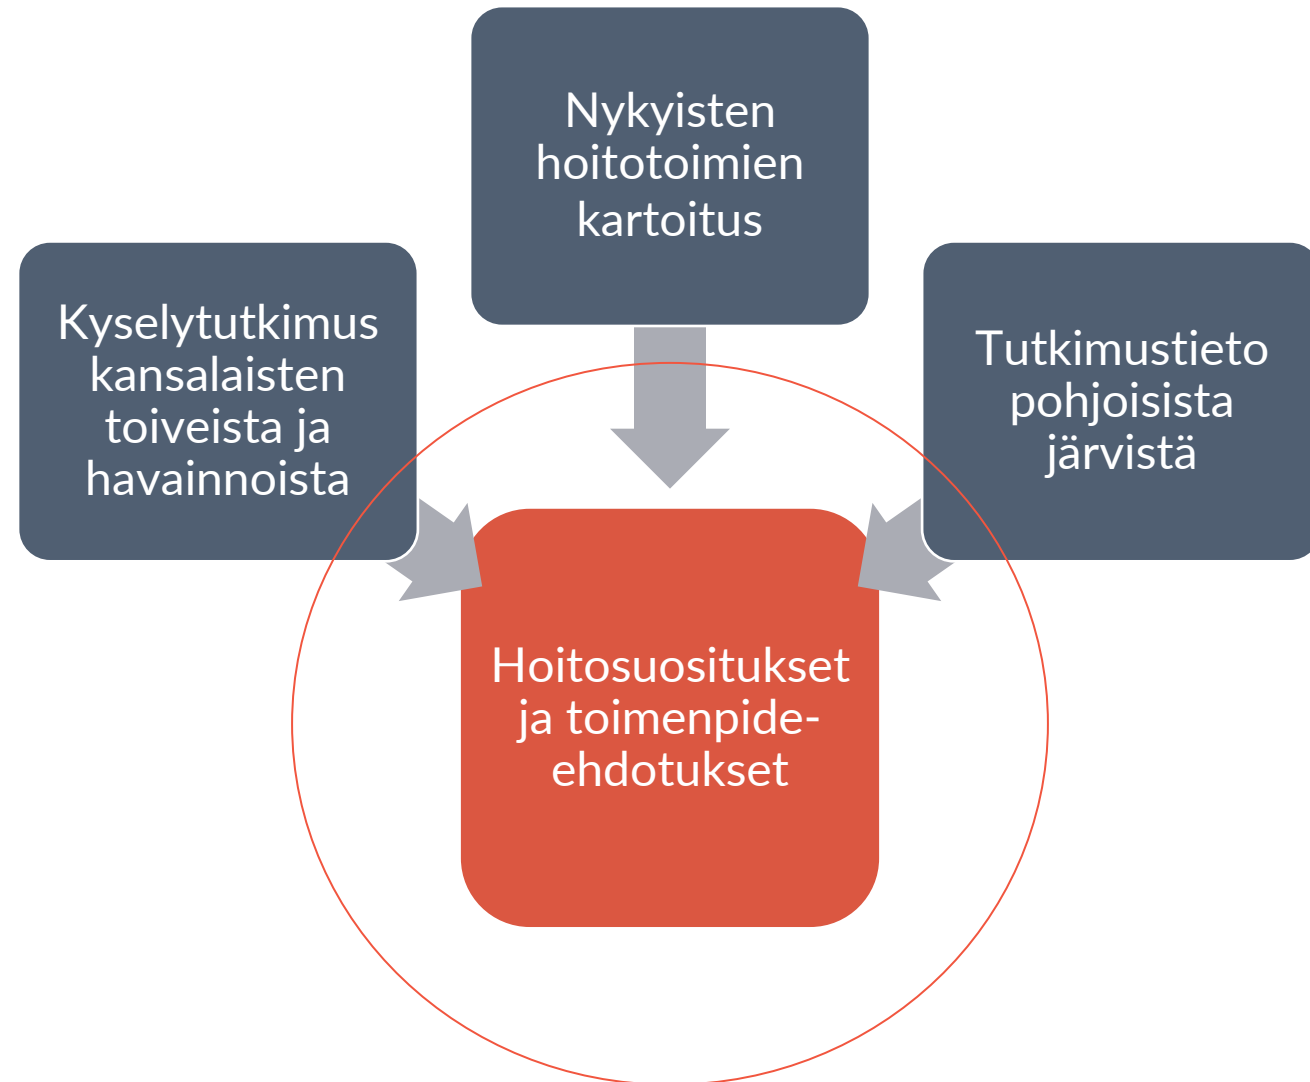 Nykyisten
hoitotoimien
kartoitus
Kyselytutkimus
kansalaisten
toiveista ja
havainnoista
Tutkimustieto
pohjoisista
järvistä
Hoitosuositukset
ja toimenpide-
ehdotukset